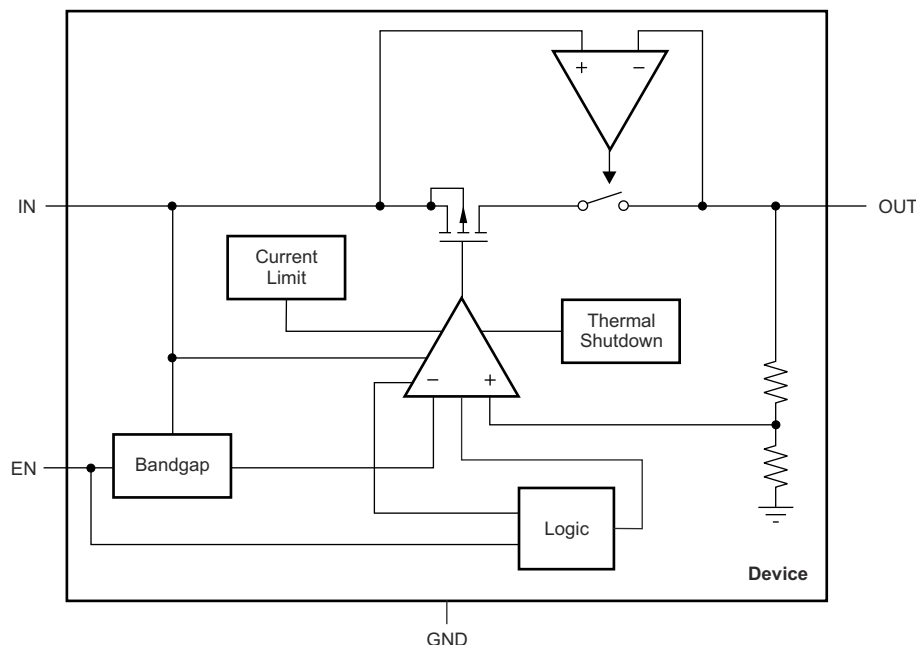 + −
IN
OUT
Current
Limit
Thermal
Shutdown
− +
EN
Bandgap
Logic
Device
GND